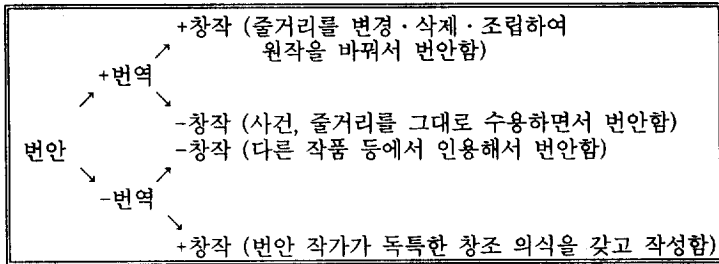 +창작 (줄거리를 변경·삭제·조립하여
원작을 바꿔서 번안함)
+번역
-창작 (사건, 줄거리를 그대로 수용하면서 번안함)
번안
-창작 (다른 작품 등에서 인용해서 번안함)
-번역
+창작 (번안 작가가 독특한 창조 의식을 갖고 작성함)